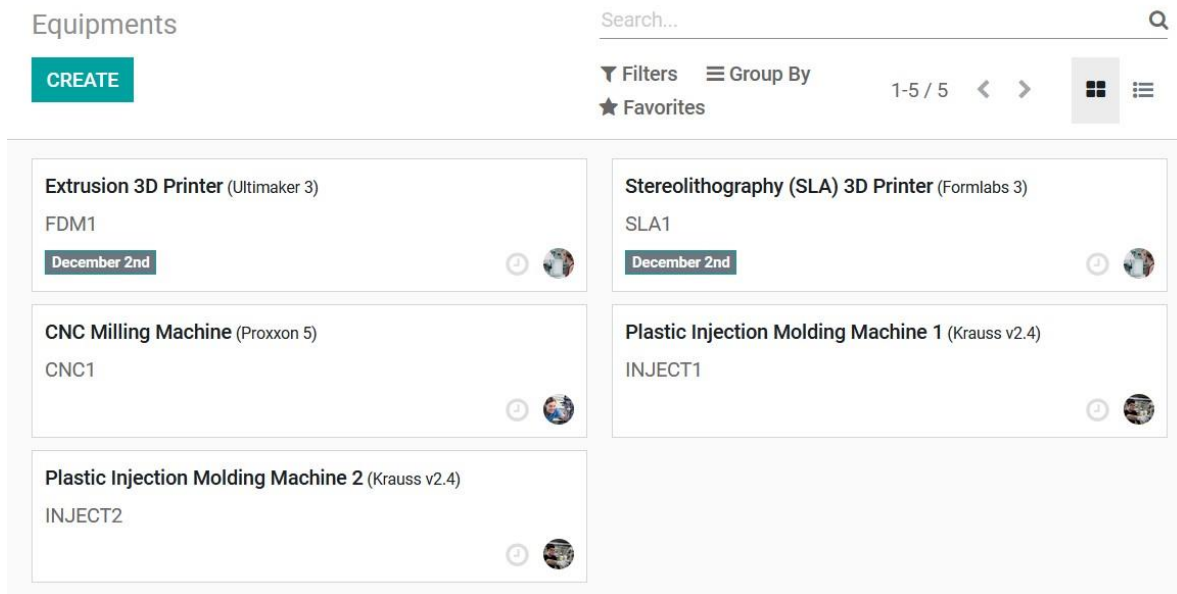 Equipments
Search...
CREATE
Filters Group By
Favorites
1-5 / 5
Extrusion 3D Printer (Ultimaker 3)
FDM1
December 2nd
Stereolithography (SLA) 3D Printer (Formlabs 3)
SLA1
December 2nd
CNC Milling Machine (Proxxon 5)
CNC1
Plastic Injection Molding Machine 1 (Krauss v2.4)
INJECT1
Plastic Injection Molding Machine 2 (Krauss v2.4)
INJECT2